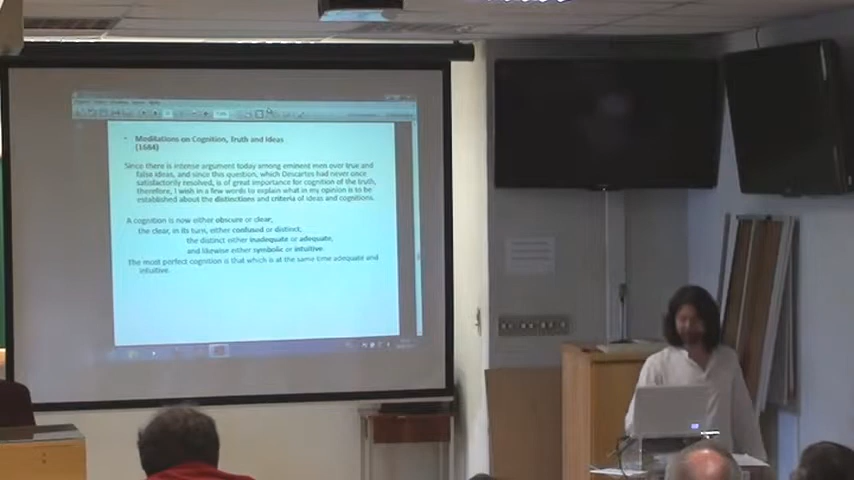 Meditations on Cognition, Truth and Ideas
(1684)
Since there is intense argument today among eminent men over true and
false ideas, and since this question, which Descartes had never once
satisfactorily resolved, is of great importance for cognition of the truth,
therefore, I wish in a few words to explain what in my opinion is to be
established about the distinctions and criteria of ideas and cognitions.
A cognition is now either obscure or clear,
the clear, in its turn, either confused or distinct,
the distinct either inadequate or adequate,
and likewise either symbolic or intuitive.
The most perfect cognition is that which is at the same time adequate and
intuitive.